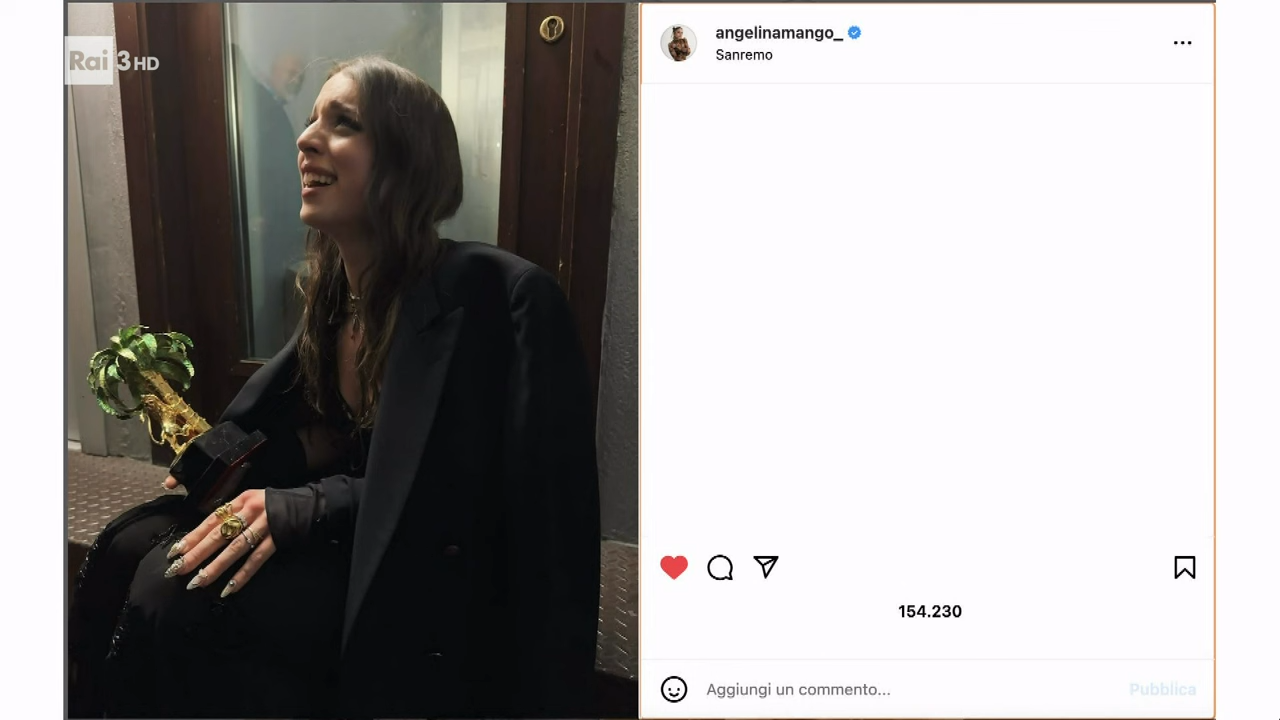 Rai 3HD
angelinamango_
Sanremo
154.230
Aggiungi un commento...
Pubblica